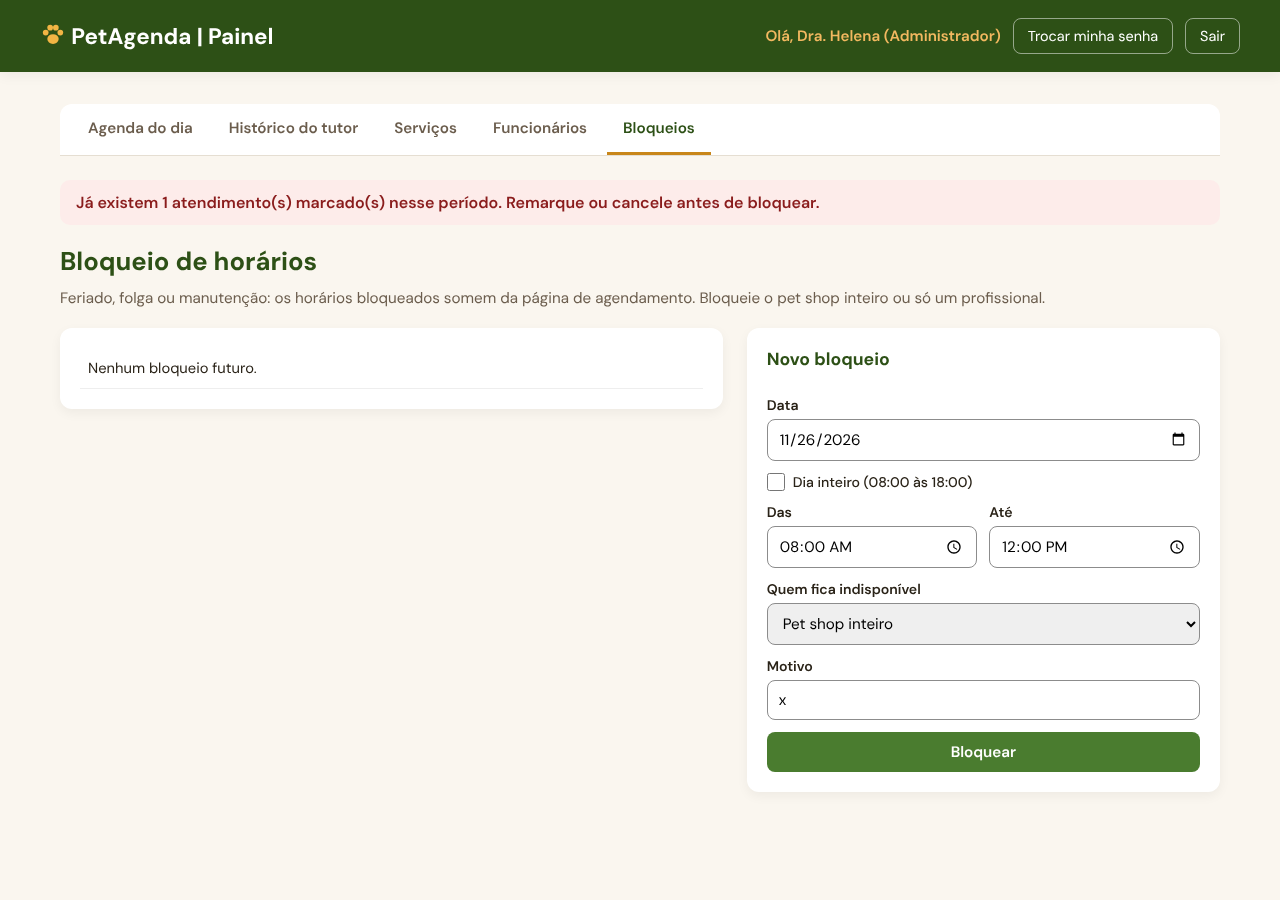 PetAgenda | Painel
Olá, Dra. Helena (Administrador)
Trocar minha senha
Sair
Agenda do dia
Histórico do tutor
Serviços
Funcionários
Bloqueios
Já existem 1 atendimento(s) marcado(s) nesse período. Remarque ou cancele antes de bloquear.
Bloqueio de horários
Feriado, folga ou manutenção: os horários bloqueados somem da página de agendamento. Bloqueie o pet shop inteiro ou só um profissional.
Nenhum bloqueio futuro.
Novo bloqueio
Data
11/26/2026
Dia inteiro (08:00 às 18:00)
Das
Até
08:00 AM
12:00 PM
Quem fica indisponível
Pet shop inteiro
Motivo
x
Bloquear